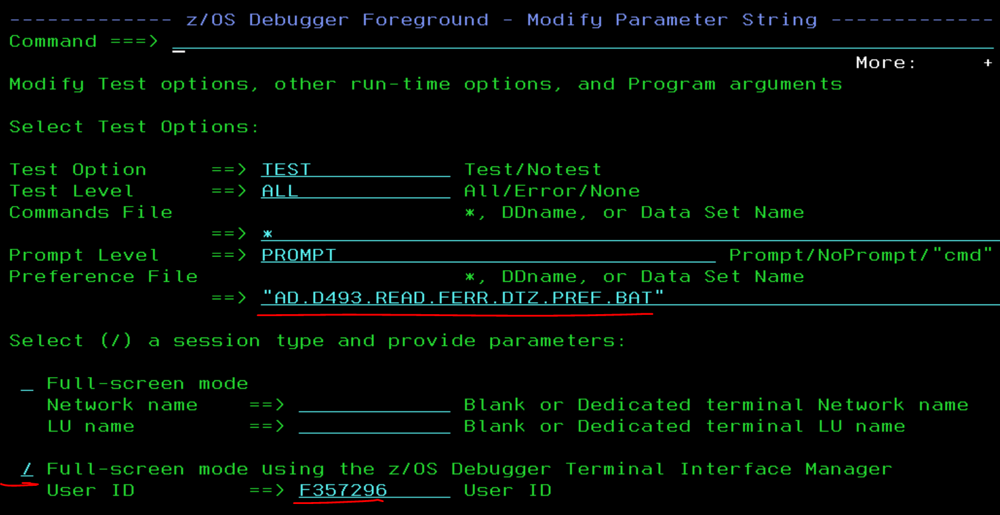 ------------- z/OS Debugger Foreground - Modify Parameter String -------------
Command ===>
More: +
Modify Test options, other run-time options, and Program arguments
Select Test Options:
Test Option ==> TEST Test/Notest
Test Level ==> ALL All/Error/None
Commands File *, DDname, or Data Set Name
==> *
Prompt Level ==> PROMPT Prompt/NoPrompt/"cmd"
Preference File *, DDname, or Data Set Name
==> "AD.D493.READ.FERR.DTZ.PREF.BAT"
Select (/) a session type and provide parameters:
_ Full-screen mode
Network name ==> Blank or Dedicated terminal Network name
LU name ==> Blank or Dedicated terminal LU name
/ Full-screen mode using the z/OS Debugger Terminal Interface Manager
User ID ==> F357296 User ID